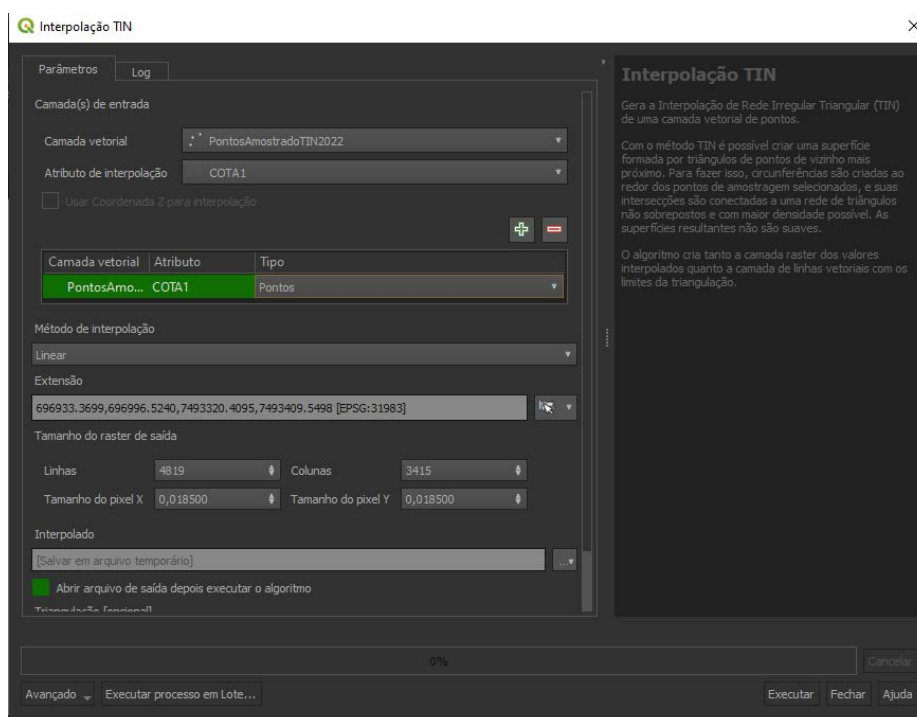 Interpolação TIN
Parâmetros
Log
Camada(s) de entrada
Camada vetorial
PontosAmostradoTIN2022
Atributo de interpolação
COTA1
Usar Coordenada Z para interpolação
Camada vetorial Atributo Tipo
PontosAmo... COTA1 Pontos
Método de interpolação
Linear
Extensão
696933.3699,696996.5240,7493320.4095,7493409.5498 [EPSG:31983]
Tamanho do raster de saída
Linhas 4819 Colunas 3415
Tamanho do pixel X 0,018500 Tamanho do pixel Y 0,018500
Interpolado
[Salvar em arquivo temporário]
...
Abrir arquivo de saída depois executar o algoritmo
Triangulação [opcional]
Interpolação TIN
Gera a Interpolação de Rede Irregular Triangular (TIN)
de uma camada vetorial de pontos.
Com o método TIN é possível criar uma superfície
formada por triângulos de pontos de vizinho mais
próximo. Para fazer isso, circunferências são criadas ao
redor dos pontos de amostragem selecionados, e suas
intersecções são conectadas a uma rede de triângulos
não sobrepostos e com maior densidade possível. As
superfícies resultantes não são suaves.
O algoritmo cria tanto a camada raster dos valores
interpolados quanto a camada de linhas vetoriais com os
limites da triangulação.
0%
Cancelar
Avançado Executar processo em Lote...
Executar Fechar Ajuda